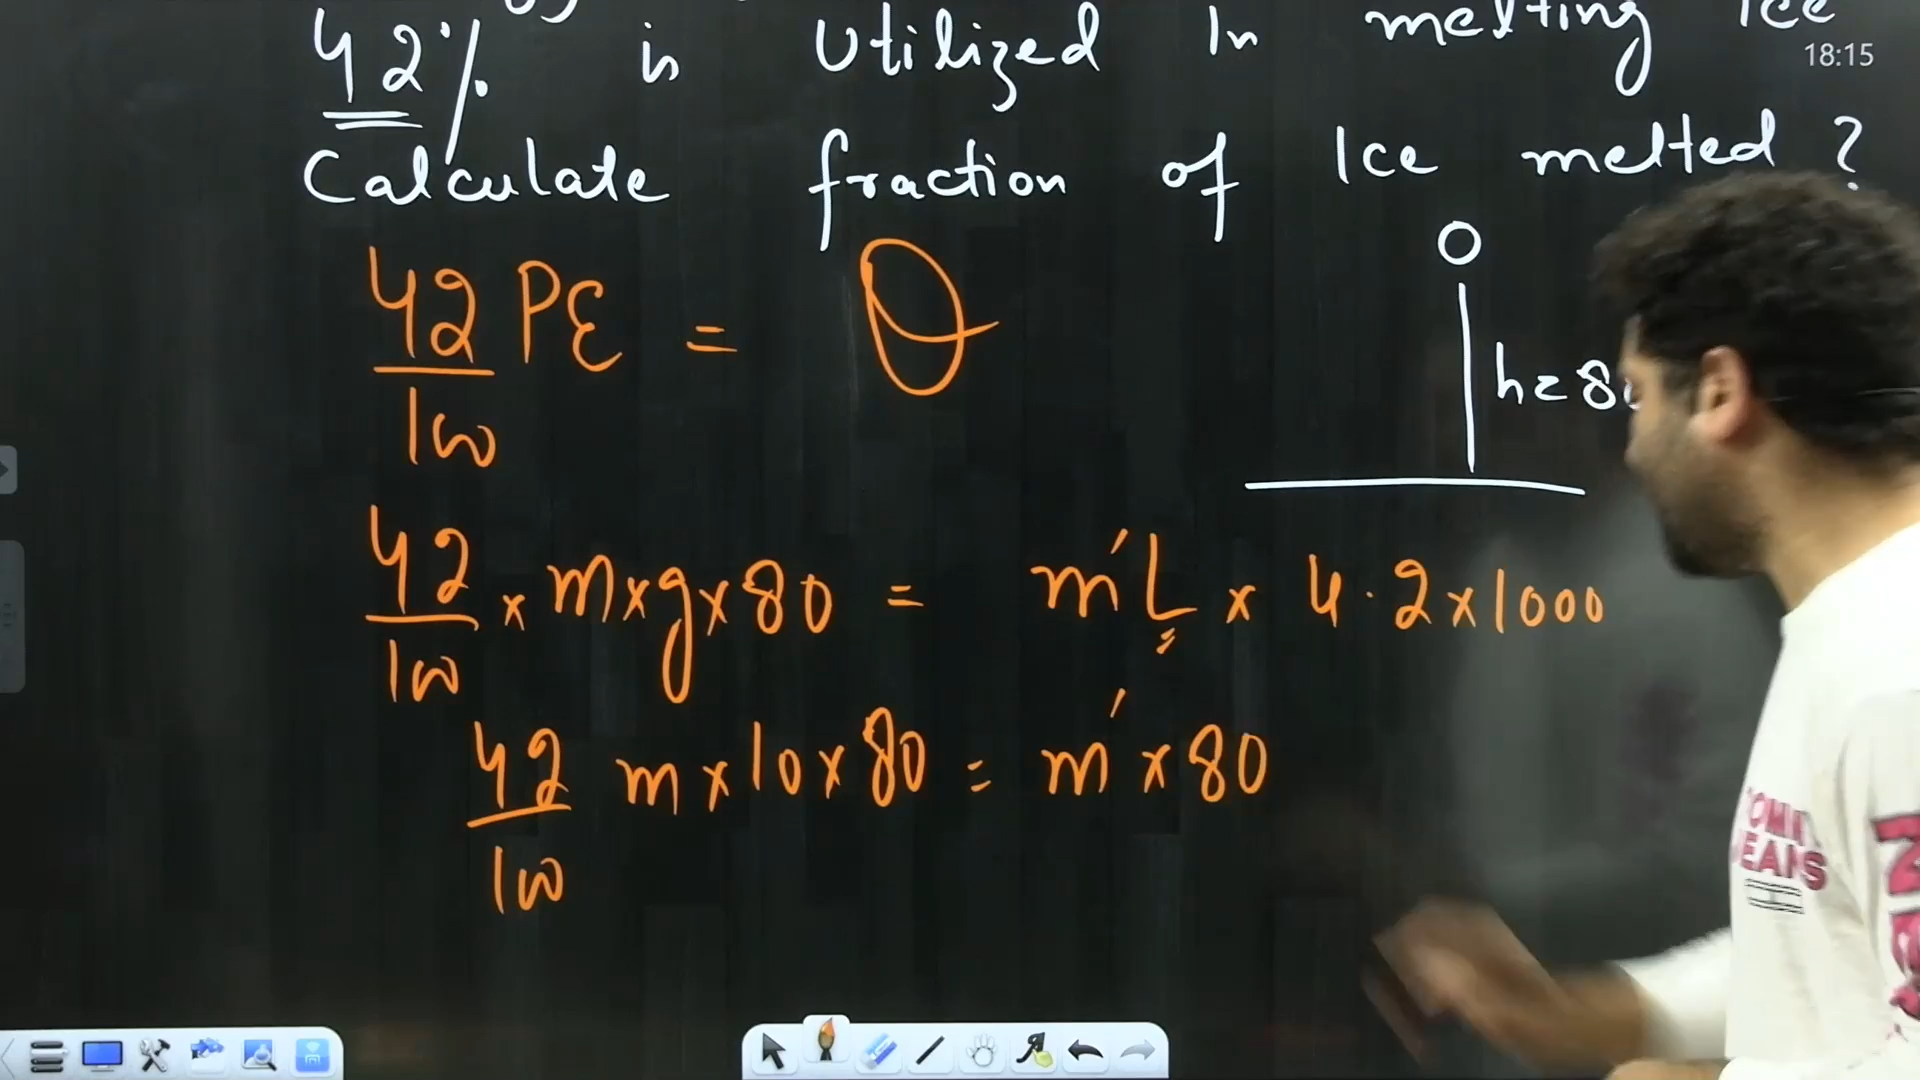 42% is Utilized In melting Ice
18:15
Calculate fraction of Ice melted ?
42/100 PE = Q
h = 8
42/100 × m × g × 80 = m'L × 4.2 × 1000
42/100 m × 10 × 80 = m' × 80
JEANS